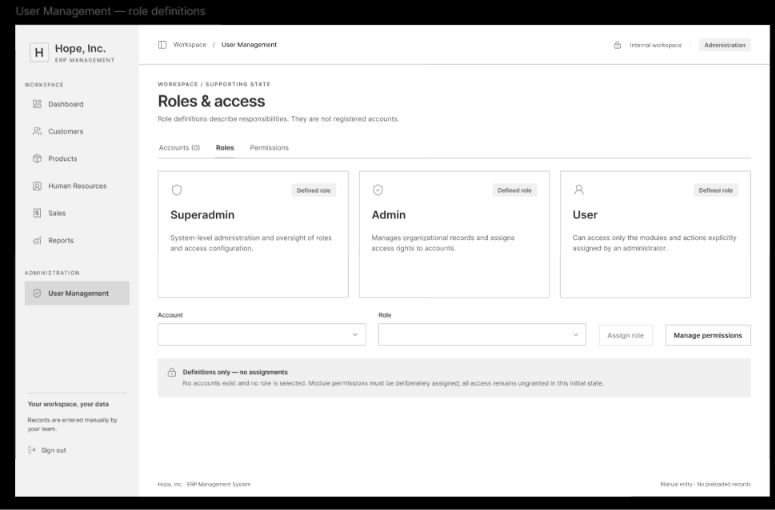 User Management — role definitions
H
Hope, Inc.
ERP MANAGEMENT
WORKSPACE
Dashboard
Customers
Products
Human Resources
Sales
Reports
ADMINISTRATION
User Management
Your workspace, your data
Records are entered manually by
your team.
Sign out
Workspace / User Management
Internal workspace
Administration
WORKSPACE / SUPPORTING STATE
Roles & access
Role definitions describe responsibilities. They are not registered accounts.
Accounts (0) Roles Permissions
Defined role
Superadmin
System-level administration and oversight of roles
and access configuration.
Defined role
Admin
Manages organizational records and assigns
access rights to accounts.
Defined role
User
Can access only the modules and actions explicitly
assigned by an administrator.
Account
Role
Assign role
Manage permissions
Definitions only — no assignments
No accounts exist and no role is selected. Module permissions must be deliberately assigned; all access remains ungranted in this initial state.
Hope, Inc. · ERP Management System
Manual entry · No preloaded records